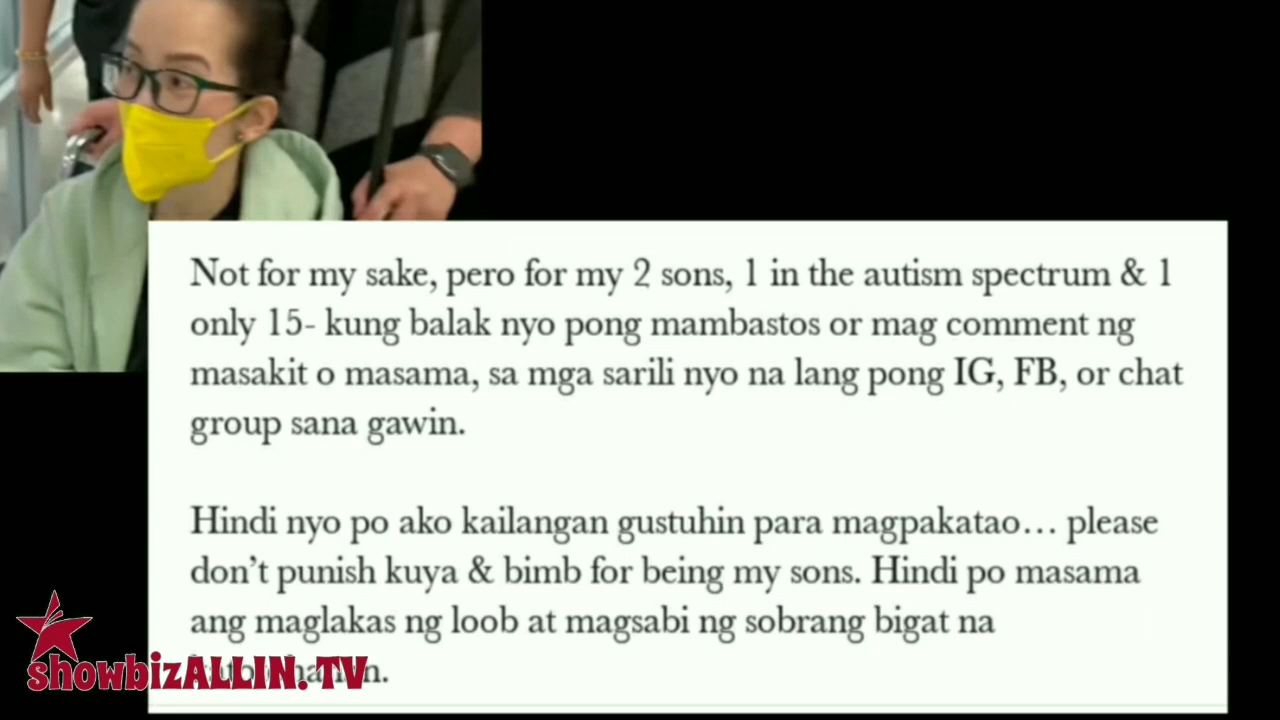 Not for my sake, pero for my 2 sons, 1 in the autism spectrum & 1
only 15- kung balak nyo pong mambastos or mag comment ng
masakit o masama, sa mga sarili nyo na lang pong IG, FB, or chat
group sana gawin.
Hindi nyo po ako kailangan gustuhin para magpakatao... please
don't punish kuya & bimb for being my sons. Hindi po masama
ang maglakas ng loob at magsabi ng sobrang bigat na
showbizALLIN.TV